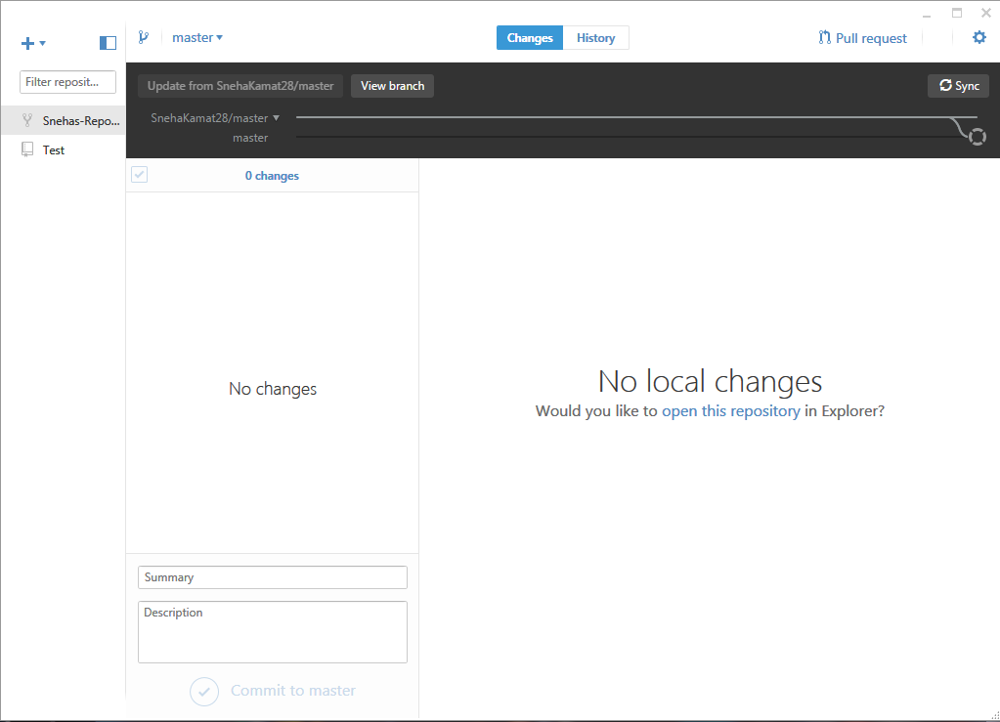 master
Changes
History
Pull request
Filter reposit...
Snehas-Repo...
Test
Update from SnehaKamat28/master
View branch
Sync
SnehaKamat28/master
master
0 changes
No changes
No local changes
Would you like to open this repository in Explorer?
Summary
Description
Commit to master